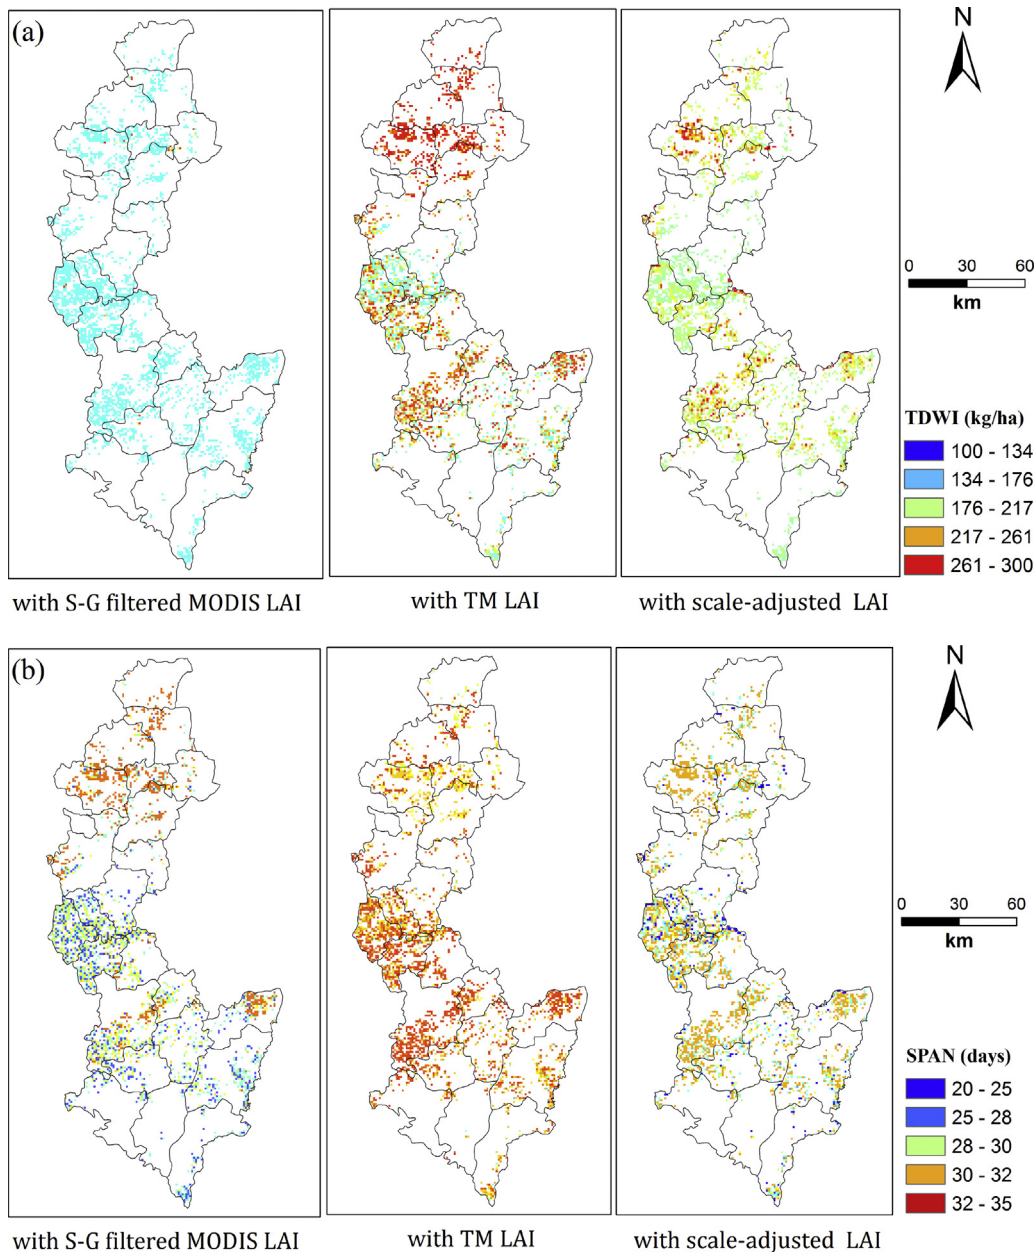 (a)
N
0 30 60
km
TDWI (kg/ha)
100 - 134
134 - 176
176 - 217
217 - 261
261 - 300
with S-G filtered MODIS LAI
with TM LAI
with scale-adjusted LAI
(b)
N
0 30 60
km
SPAN (days)
20 - 25
25 - 28
28 - 30
30 - 32
32 - 35
with S-G filtered MODIS LAI
with TM LAI
with scale-adjusted LAI